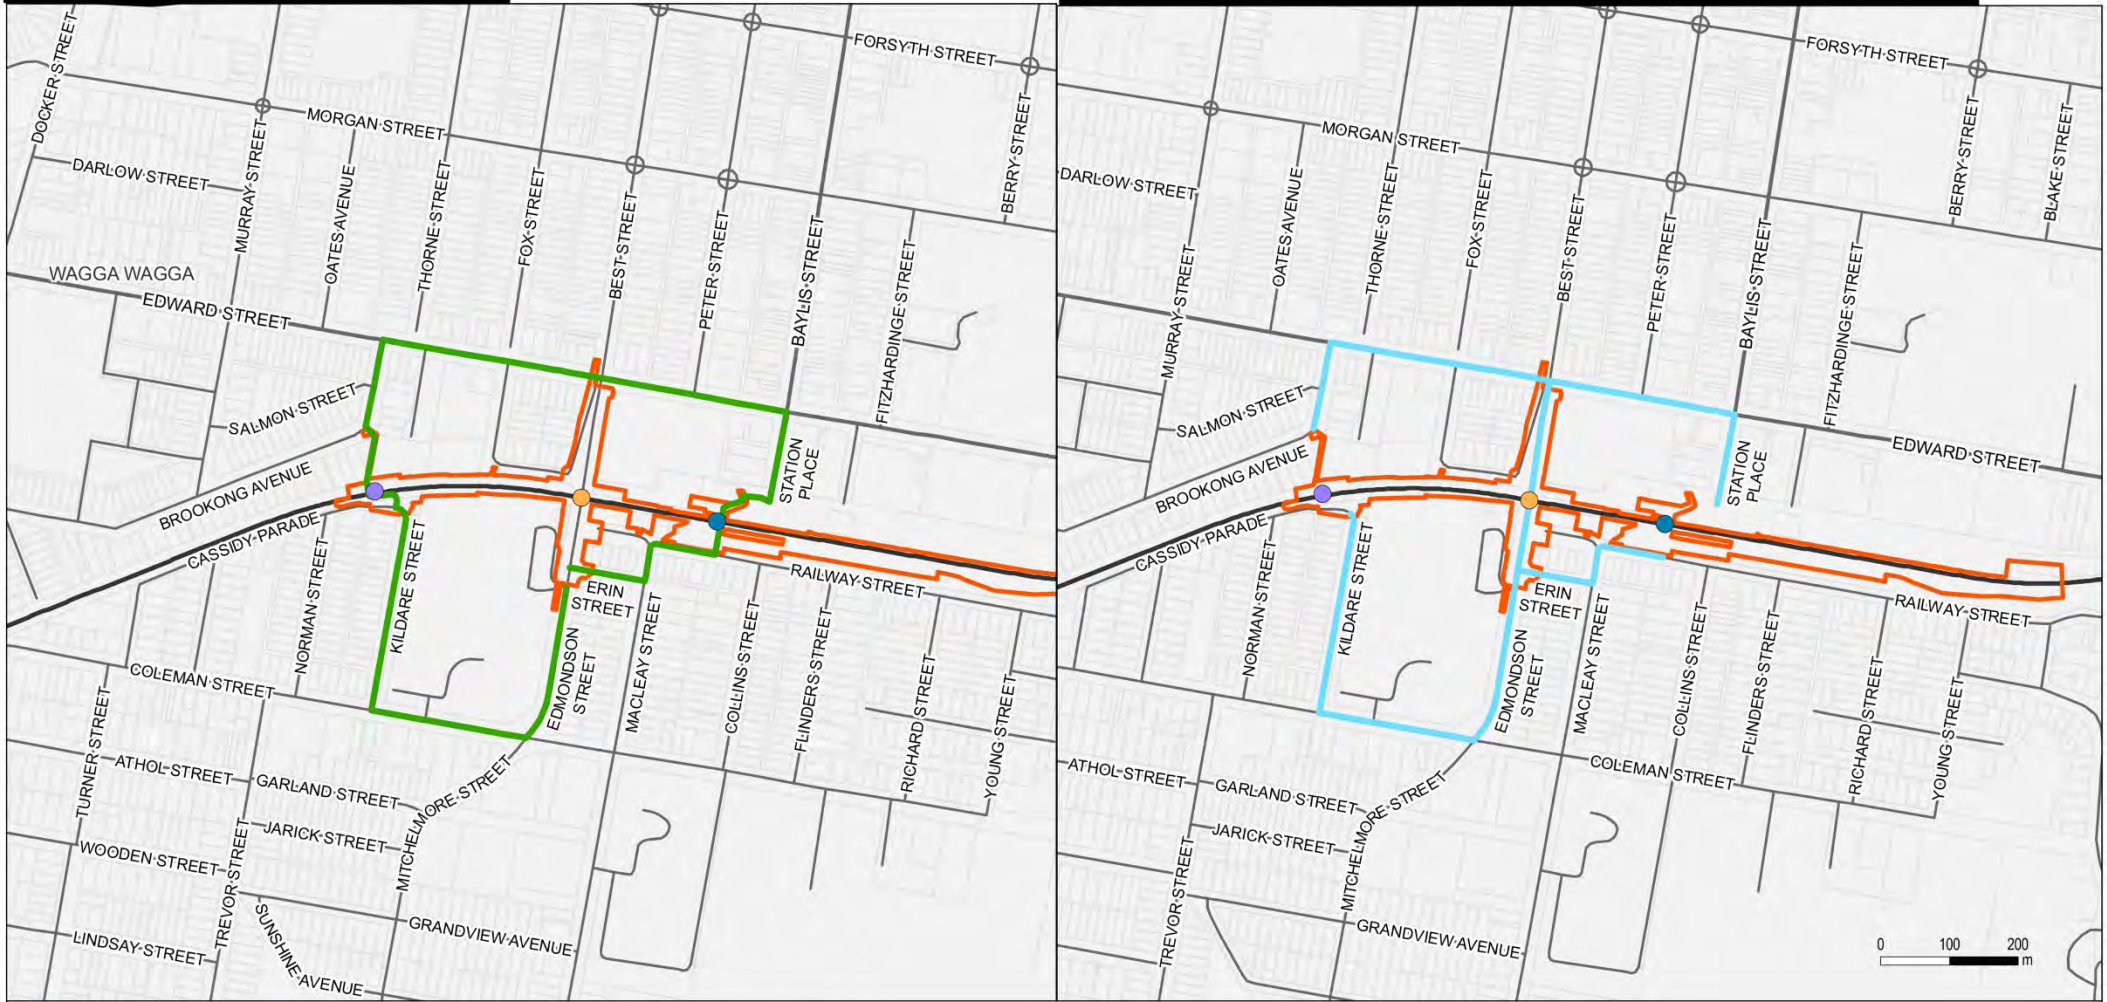 FORSYTH STREET
DOCKER STREET
MORGAN STREET
DARLOW STREET
MURRAY STREET
OATES AVENUE
THORNE STREET
FOX STREET
BEST STREET
PETER STREET
BAYLIS STREET
FITZHARDINGE STREET
BERRY STREET
WAGGA WAGGA
EDWARD STREET
SALMON STREET
BROOKONG AVENUE
CASSIDY PARADE
STATION
PLACE
NORMAN STREET
KILDARE STREET
ERIN
STREET
RAILWAY STREET
EDMONDSON
STREET
MACLEAY STREET
COLLINS STREET
FLINDERS STREET
RICHARD STREET
YOUNG STREET
COLEMAN STREET
TURNER STREET
ATHOL STREET
GARLAND STREET
JARICK STREET
MITCHELMORE STREET
WOODEN STREET
TREVOR STREET
SUNSHINE AVENUE
LINDSAY STREET
GRANDVIEW AVENUE
FORSYTH STREET
MORGAN STREET
DARLOW STREET
MURRAY STREET
OATES AVENUE
THORNE STREET
FOX STREET
BEST STREET
PETER STREET
BAYLIS STREET
FITZHARDINGE STREET
BERRY STREET
BLAKE STREET
SALMON STREET
BROOKONG AVENUE
CASSIDY PARADE
STATION
PLACE
EDWARD STREET
NORMAN STREET
KILDARE STREET
ERIN
STREET
RAILWAY STREET
EDMONDSON
STREET
MACLEAY STREET
COLLINS STREET
FLINDERS STREET
RICHARD STREET
YOUNG STREET
COLEMAN STREET
ATHOL STREET
GARLAND STREET
JARICK STREET
MITCHELMORE STREET
TREVOR STREET
GRANDVIEW AVENUE
0 100 200
m